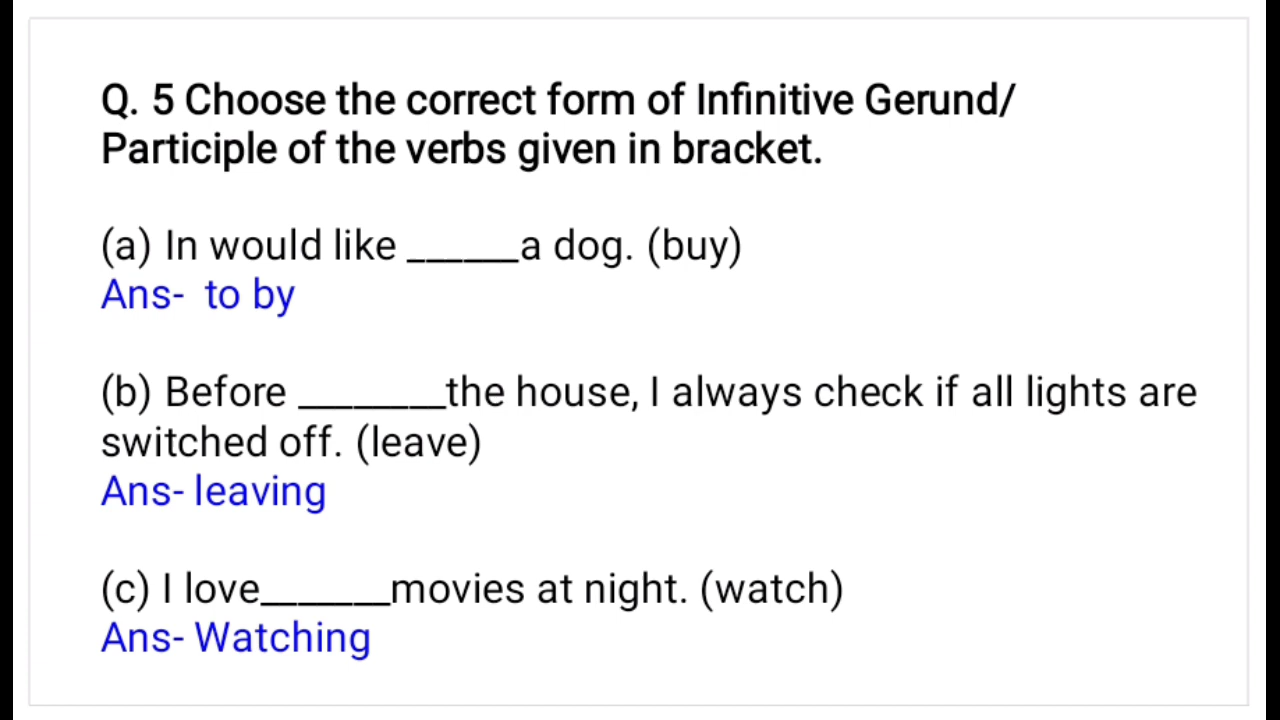 Q. 5 Choose the correct form of Infinitive Gerund/
Participle of the verbs given in bracket.
(a) In would like ______a dog. (buy)
Ans-  to by
(b) Before ________the house, I always check if all lights are
switched off. (leave)
Ans- leaving
(c) I love_______movies at night. (watch)
Ans- Watching